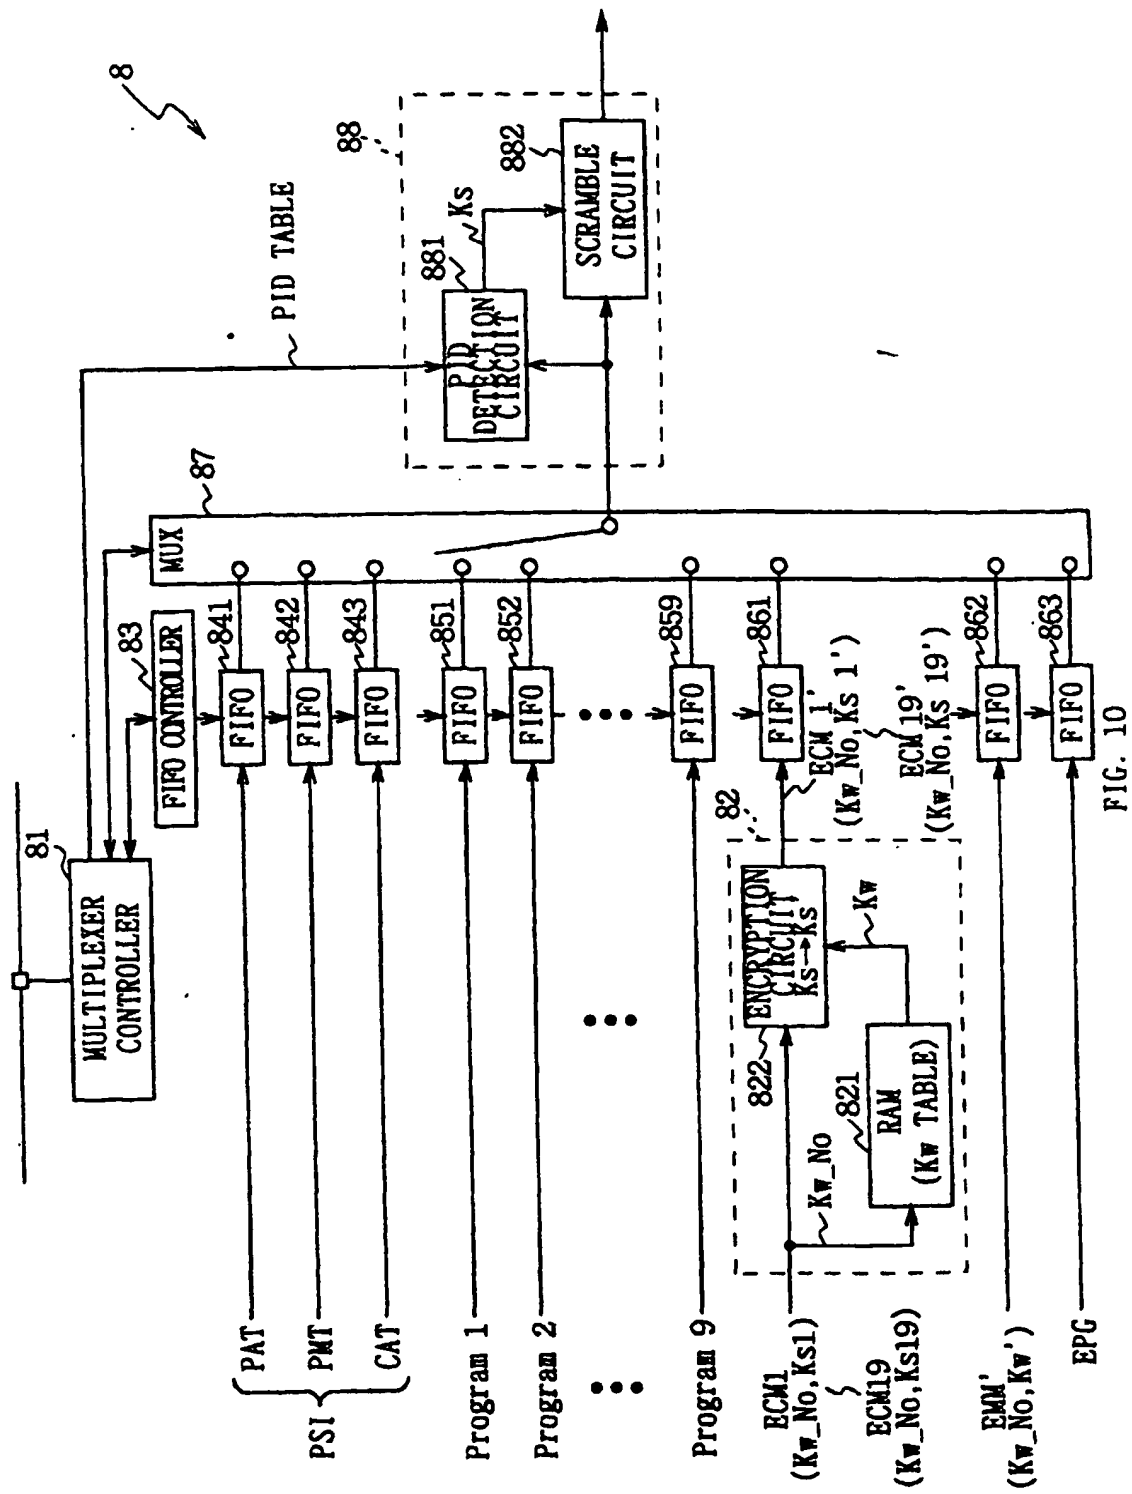 8
88
PID TABLE
Ks
881
882
PID
DETECTION
CIRCUIT
SCRAMBLE
CIRCUIT
87
MUX
81
MULTIPLEXER
CONTROLLER
83
FIFO CONTROLLER
841
FIFO
842
FIFO
843
FIFO
851
FIFO
852
FIFO
859
FIFO
861
FIFO
862
FIFO
863
FIFO
PSI
PAT
PMT
CAT
Program 1
Program 2
Program 9
ECM1
(Kw_No,Ks1)
ECM19
(Kw_No,Ks19)
EMM'
(Kw_No,Kw')
EPG
82
822
ENCRYPTION
CIRCUIT
Ks→Ks'
Kw
Kw_No
821
RAM
(Kw TABLE)
ECM 1'
(Kw_No,Ks 1')
ECM 19'
(Kw_No,Ks 19')
FIG. 10